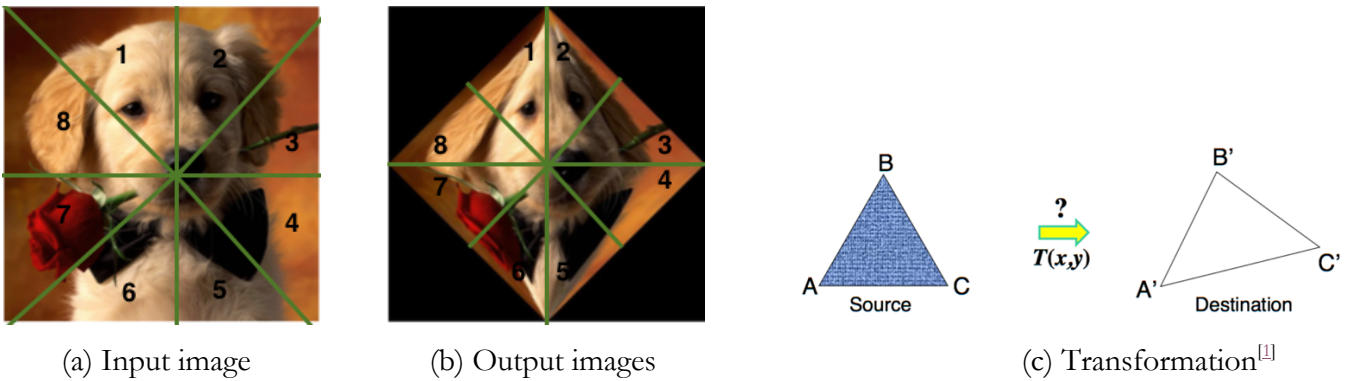 1 2
8 3
7 4
6 5
(a) Input image
1 2
8 3
7 4
6 5
(b) Output images
B
A C
Source
?
T(x,y)
B'
A' C'
Destination
(c) Transformation[1]